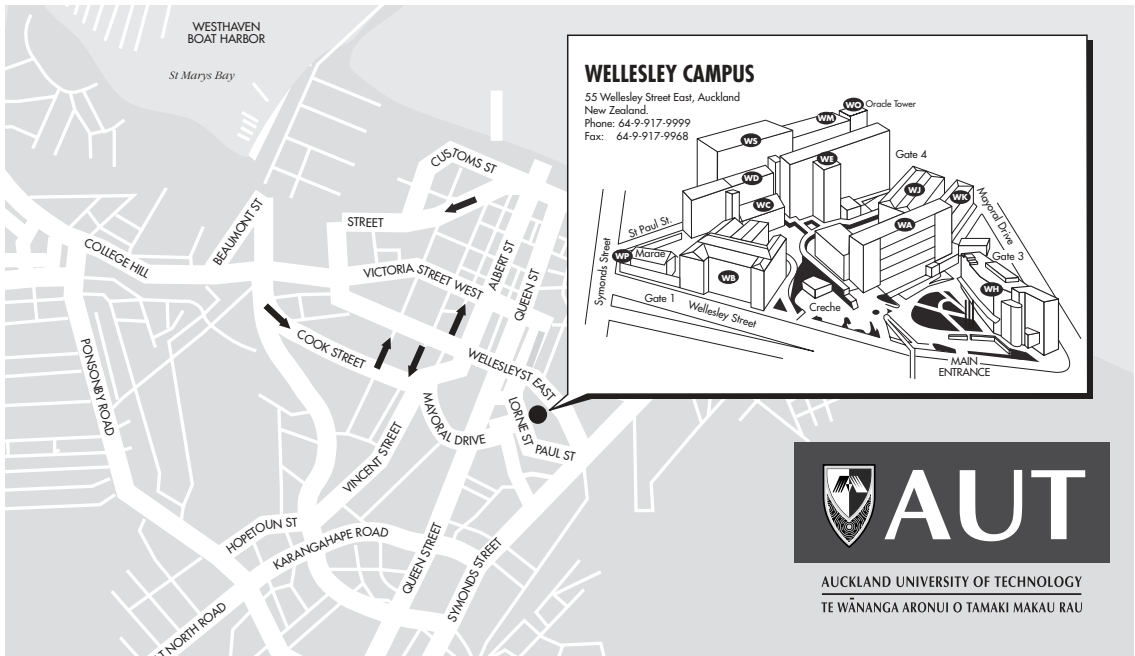 WESTHAVEN
BOAT HARBOR
St Marys Bay
CUSTOMS ST
STREET
BEAUMONT ST
COLLEGE HILL
VICTORIA STREET WEST
ALBERT ST
QUEEN ST
COOK STREET
WELLESLEYST EAST
PONSONBY ROAD
MAYORAL DRIVE
LORNE ST
PAUL ST
VINCENT STREET
HOPETOUN ST
KARANGAHAPE ROAD
QUEEN STREET
SYMONDS STREET
T NORTH ROAD
WELLESLEY CAMPUS
55 Wellesley Street East, Auckland
New Zealand.
Phone: 64-9-917-9999
Fax: 64-9-917-9968
WO Oracle Tower
WM
WS
WE
Gate 4
WD
WJ
WK
WC
Mayoral Drive
St Paul St.
WA
Symonds Street
WP Marae
Gate 3
WB
WH
Gate 1
Wellesley Street
Creche
MAIN
ENTRANCE
AUT
AUCKLAND UNIVERSITY OF TECHNOLOGY
TE WĀNANGA ARONUI O TAMAKI MAKAU RAU